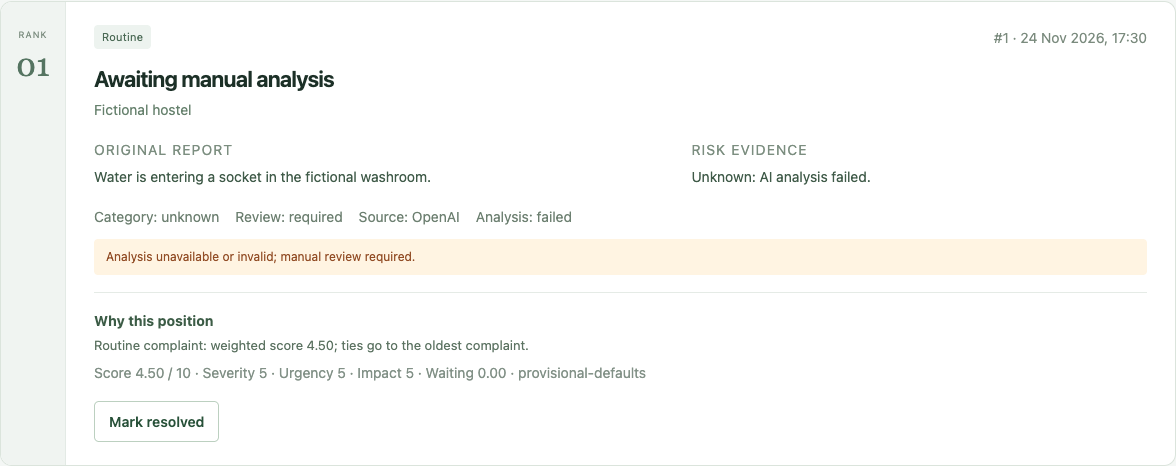 RANK
01
Routine
#1 · 24 Nov 2026, 17:30
Awaiting manual analysis
Fictional hostel
ORIGINAL REPORT
Water is entering a socket in the fictional washroom.
RISK EVIDENCE
Unknown: AI analysis failed.
Category: unknown Review: required Source: OpenAI Analysis: failed
Analysis unavailable or invalid; manual review required.
Why this position
Routine complaint: weighted score 4.50; ties go to the oldest complaint.
Score 4.50 / 10 · Severity 5 · Urgency 5 · Impact 5 · Waiting 0.00 · provisional-defaults
Mark resolved